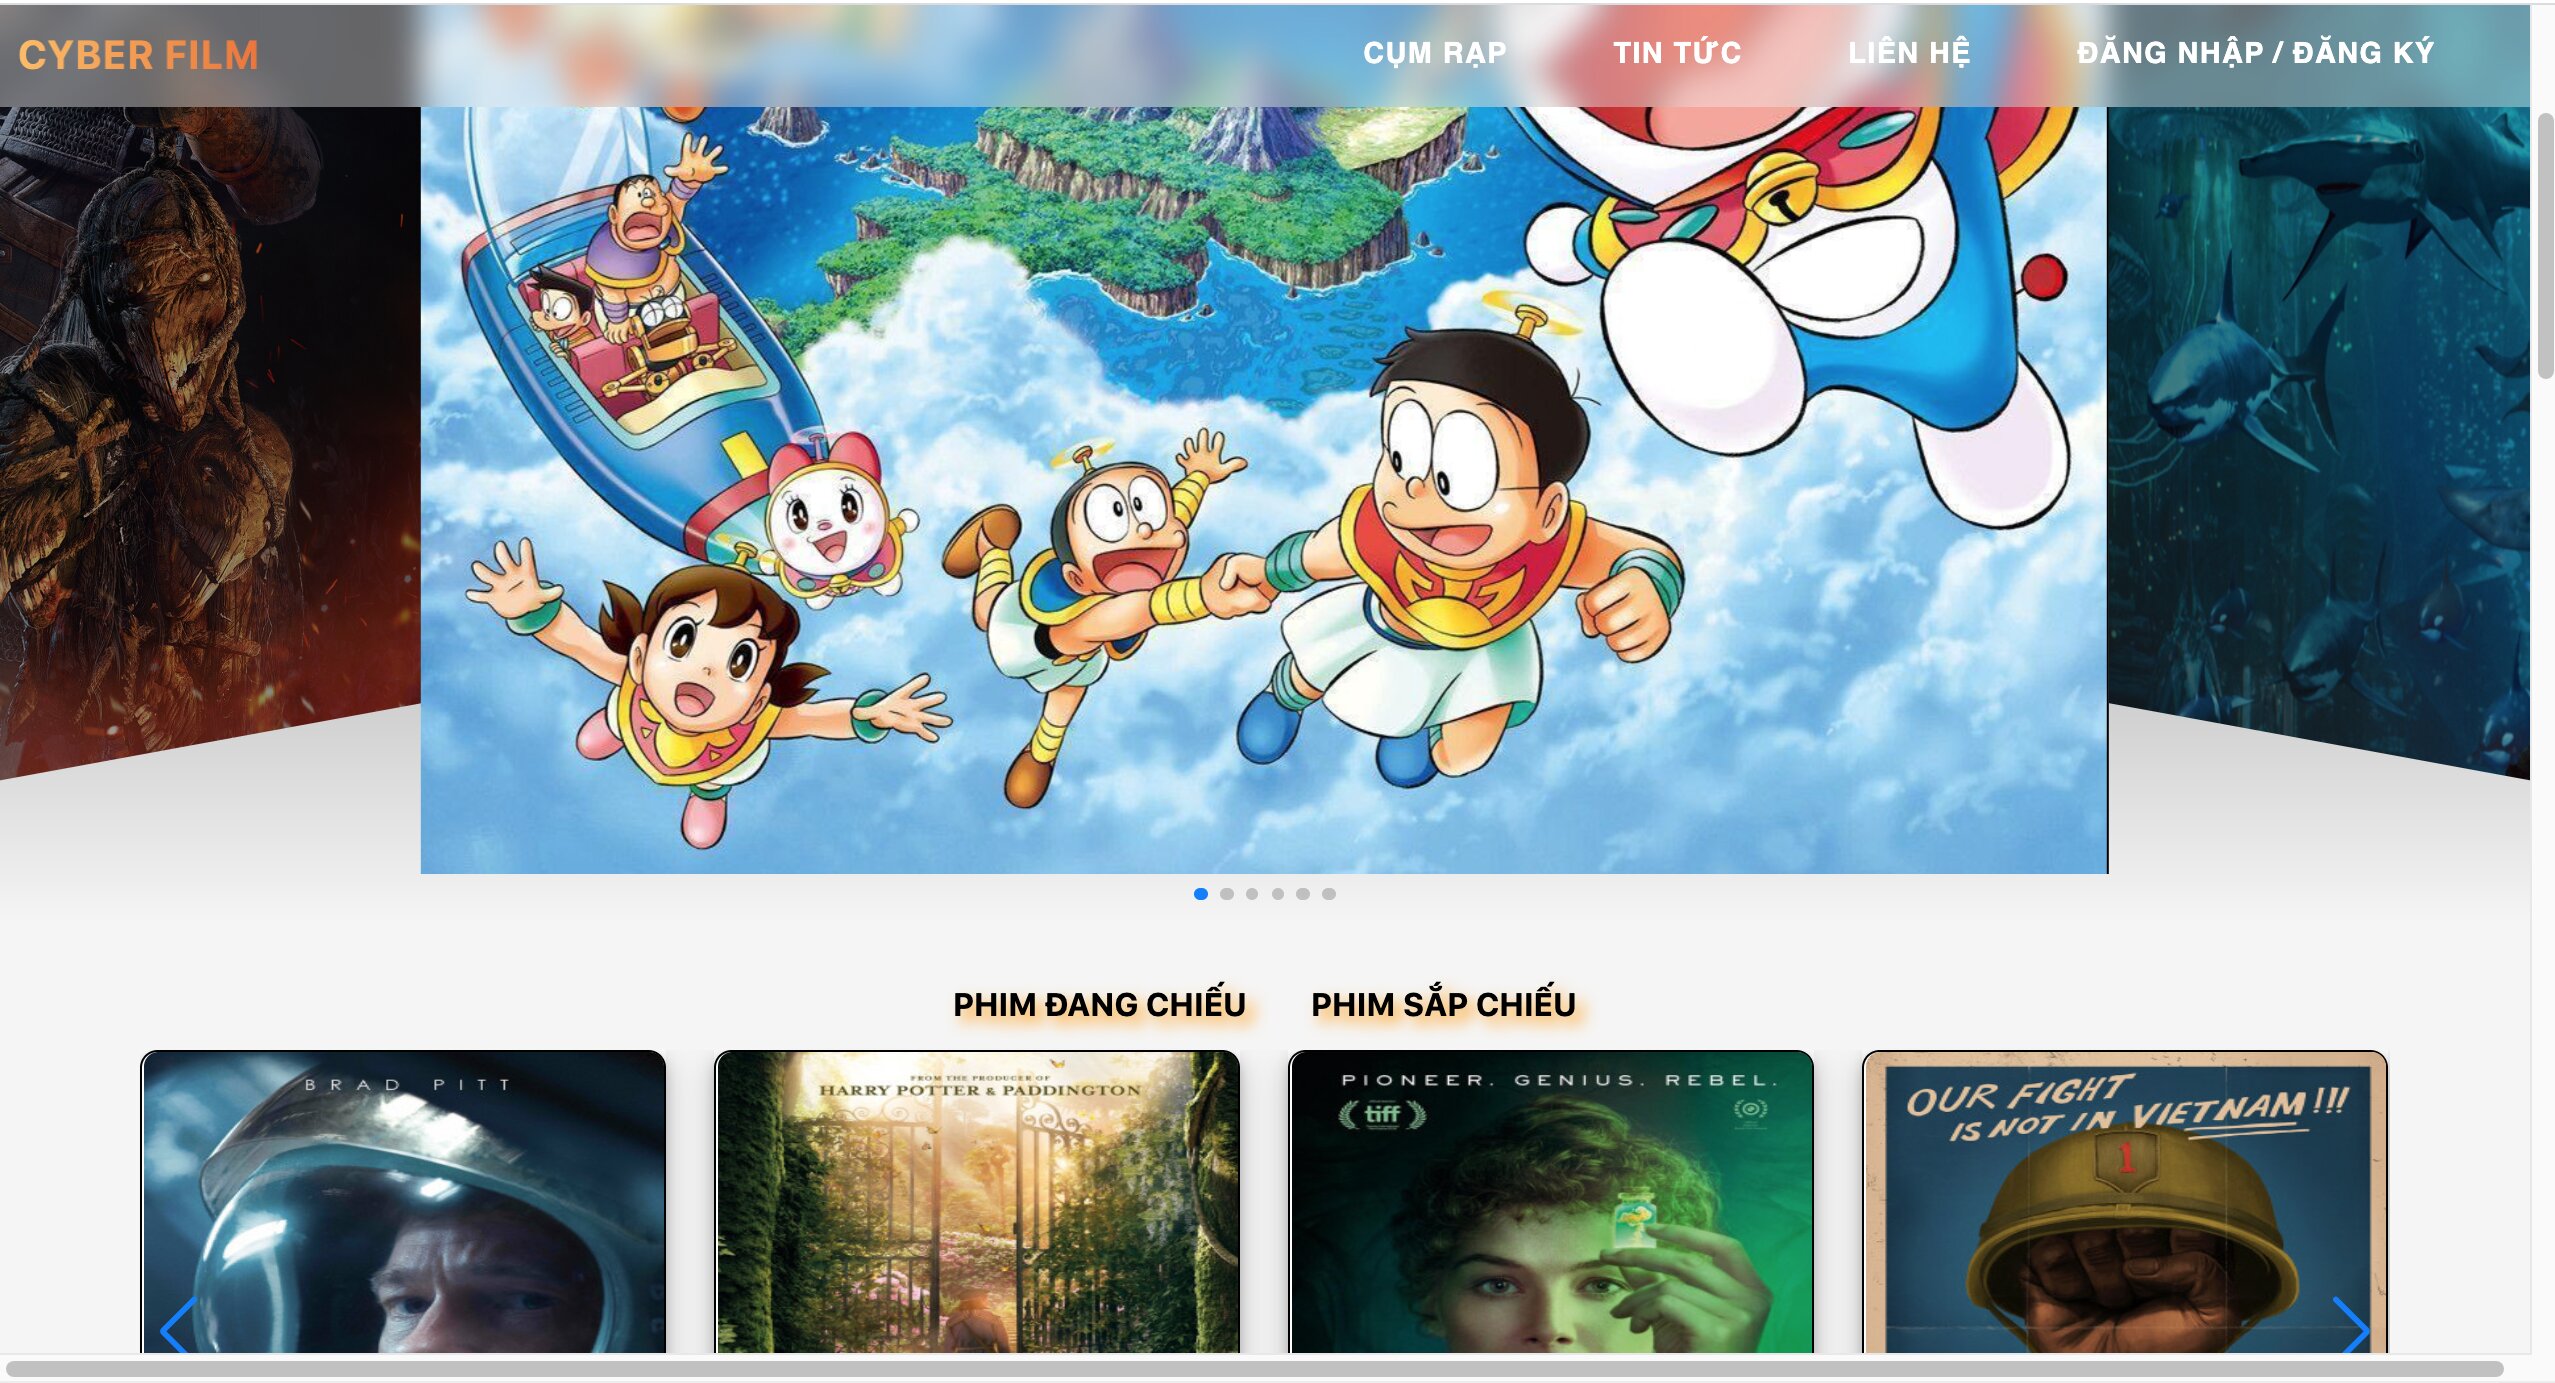 CYBER FILM
CỤM RẠP
TIN TỨC
LIÊN HỆ
ĐĂNG NHẬP / ĐĂNG KÝ
PHIM ĐANG CHIẾU
PHIM SẮP CHIẾU
BRAD PITT
FROM THE PRODUCER OF
HARRY POTTER & PADDINGTON
PIONEER. GENIUS. REBEL.
tiff
OUR FIGHT
IS NOT IN VIETNAM!!!
1